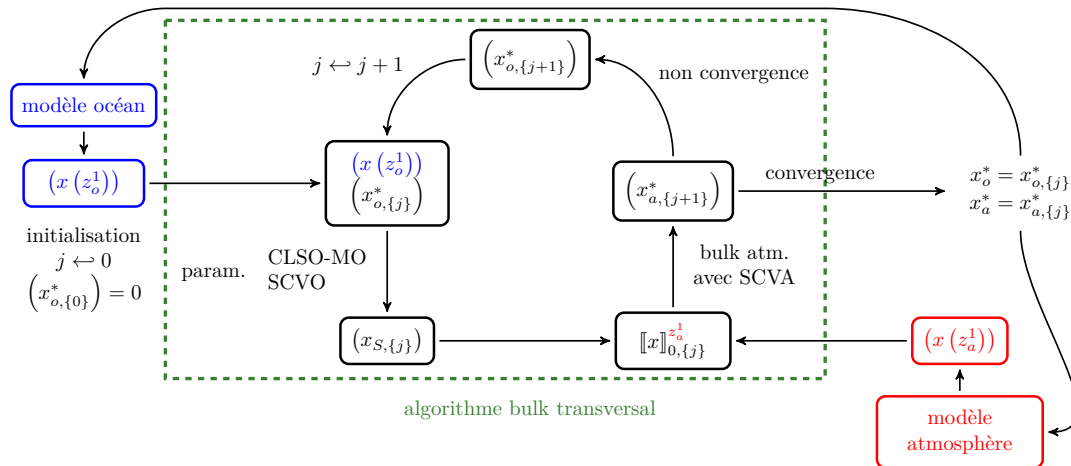 (x*_{o,{j+1}})
j ↩ j + 1
non convergence
modèle océan
(x (z_o^1))
(x (z_o^1))
(x*_{o,{j}})
(x*_{a,{j+1}})
convergence
x*_o = x*_{o,{j}}
x*_a = x*_{a,{j}}
initialisation
j ↩ 0
(x*_{o,{0}}) = 0
param.
CLSO-MO
SCVO
bulk atm.
avec SCVA
(x_{S,{j}})
⟦x⟧_{0,{j}}^{z_a^1}
(x (z_a^1))
algorithme bulk transversal
modèle
atmosphère